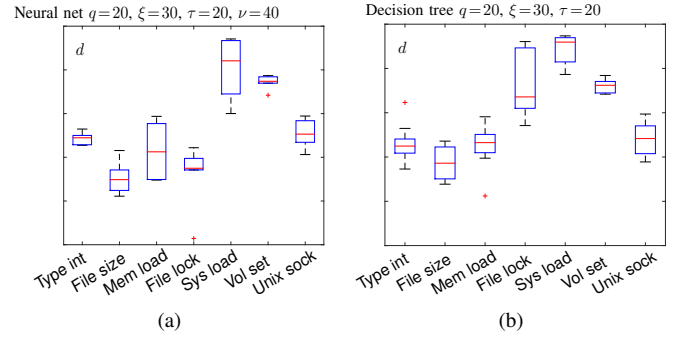 Neural net q=20, ξ=30, τ=20, ν=40
d
Type int
File size
Mem load
File lock
Sys load
Vol set
Unix sock
(a)
Decision tree q=20, ξ=30, τ=20
d
Type int
File size
Mem load
File lock
Sys load
Vol set
Unix sock
(b)